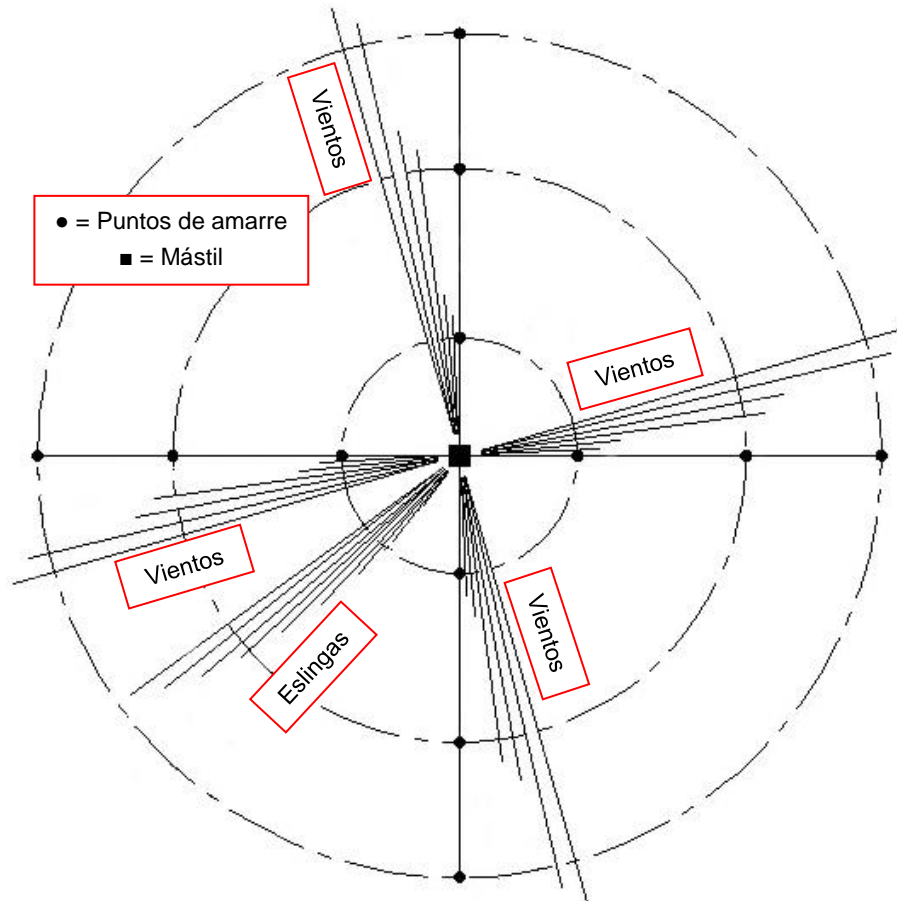 Vientos
● = Puntos de amarre
■ = Mástil
Vientos
Vientos
Eslingas
Vientos